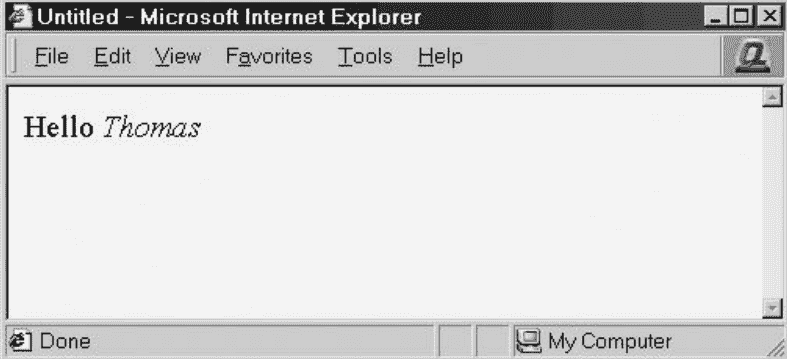 Untitled - Microsoft Internet Explorer
File Edit View Favorites Tools Help
Hello Thomas
Done My Computer